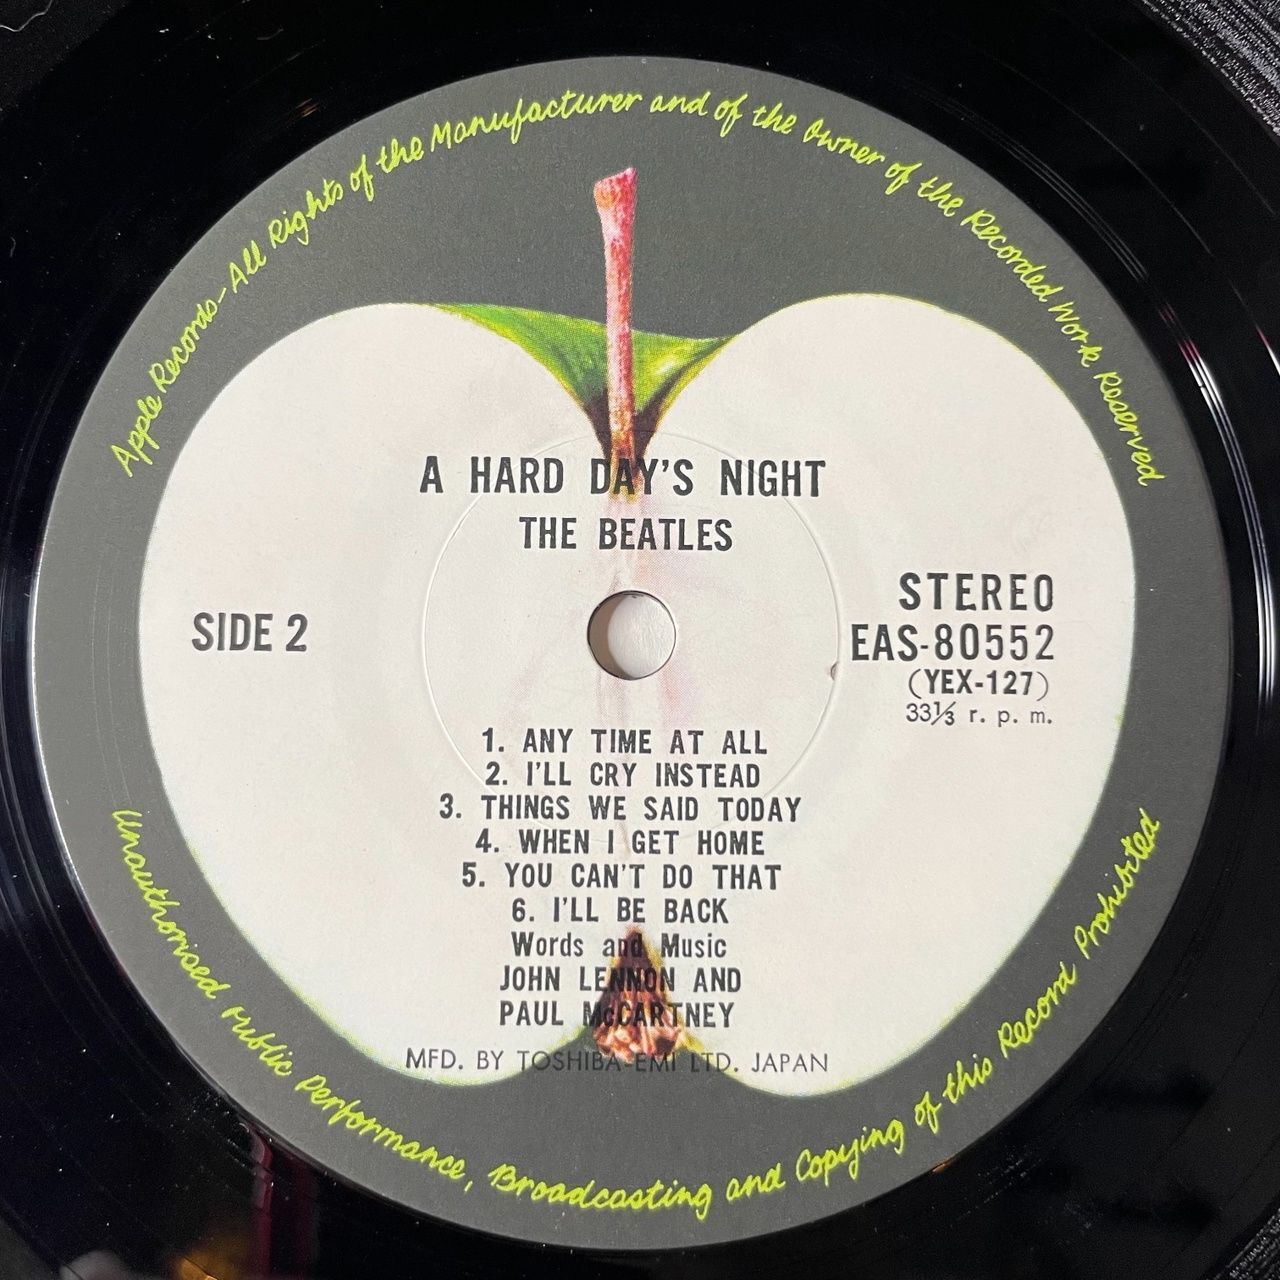 Apple Records-All Rights of the Manufacturer and of the Owner of the Recorded Work Reserved
A HARD DAY'S NIGHT
THE BEATLES
SIDE 2
STEREO
EAS-80552
(YEX-127)
33⅓ r. p. m.
1. ANY TIME AT ALL
2. I'LL CRY INSTEAD
3. THINGS WE SAID TODAY
4. WHEN I GET HOME
5. YOU CAN'T DO THAT
6. I'LL BE BACK
Words and Music
JOHN LENNON AND
PAUL McCARTNEY
MFD. BY TOSHIBA-EMI LTD. JAPAN
Unauthorised Public Performance, Broadcasting and Copying of this Record Prohibited